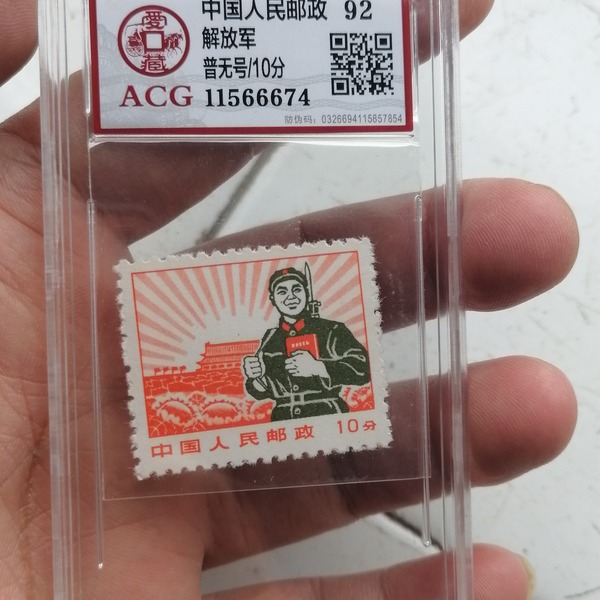 愛藏
ACG
中国人民邮政 92
解放军
普无号/10分
11566674
防伪码：0326694115857854
中国人民邮政 10分